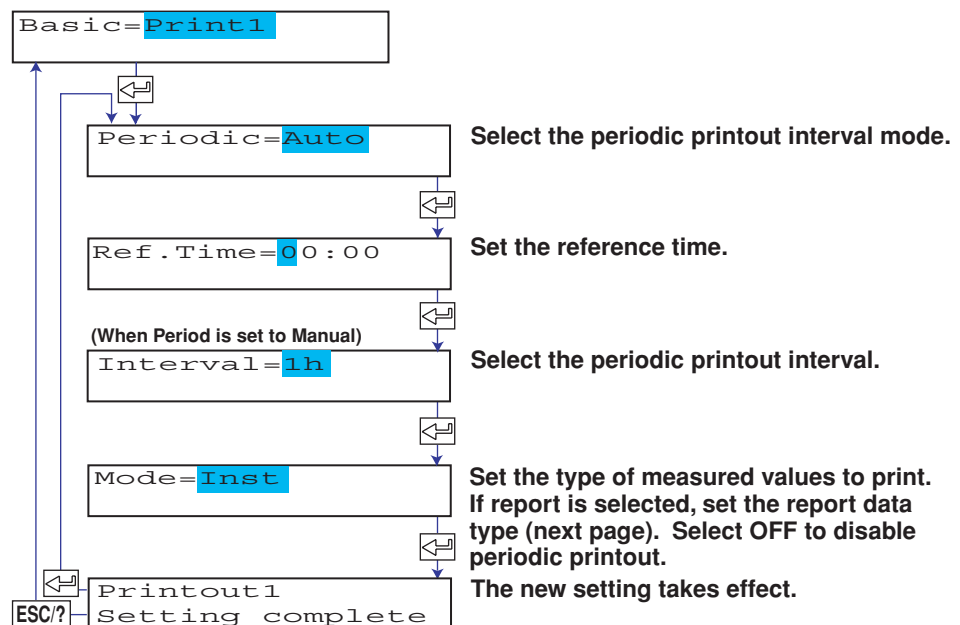 Basic=Print1
Periodic=Auto
Select the periodic printout interval mode.
Ref.Time=00:00
Set the reference time.
(When Period is set to Manual)
Interval=1h
Select the periodic printout interval.
Mode=Inst
Set the type of measured values to print.
If report is selected, set the report data
type (next page). Select OFF to disable
periodic printout.
Printout1
Setting complete
The new setting takes effect.
ESC/?